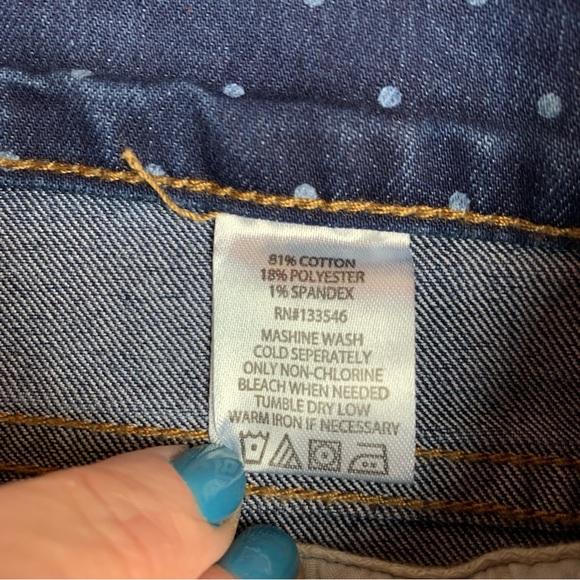 81% COTTON
18% POLYESTER
1% SPANDEX
RN#133546
MASHINE WASH
COLD SEPERATELY
ONLY NON-CHLORINE
BLEACH WHEN NEEDED
TUMBLE DRY LOW
WARM IRON IF NECESSARY